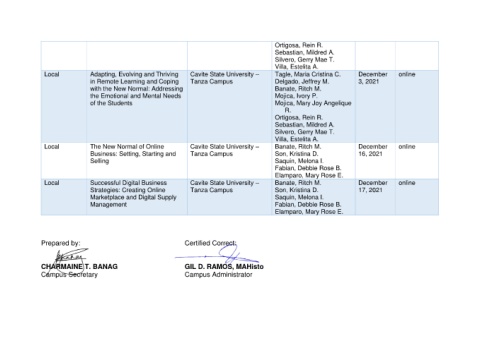 Ortigosa, Rein R.
Sebastian, Mildred A.
Silvero, Gerry Mae T.
Villa, Estelita A.
Local
Adapting, Evolving and Thriving
in Remote Learning and Coping
with the New Normal: Addressing
the Emotional and Mental Needs
of the Students
Cavite State University –
Tanza Campus
Tagle, Maria Cristina C.
Delgado, Jeffrey M.
Banate, Ritch M.
Mojica, Ivory P.
Mojica, Mary Joy Angelique
R.
Ortigosa, Rein R.
Sebastian, Mildred A.
Silvero, Gerry Mae T.
Villa, Estelita A.
December
3, 2021
online
Local
The New Normal of Online
Business: Setting, Starting and
Selling
Cavite State University –
Tanza Campus
Banate, Ritch M.
Son, Kristina D.
Saquin, Melona I.
Fabian, Debbie Rose B.
Elamparo, Mary Rose E.
December
16, 2021
online
Local
Successful Digital Business
Strategies: Creating Online
Marketplace and Digital Supply
Management
Cavite State University –
Tanza Campus
Banate, Ritch M.
Son, Kristina D.
Saquin, Melona I.
Fabian, Debbie Rose B.
Elamparo, Mary Rose E.
December
17, 2021
online
Prepared by:
CHARMAINE T. BANAG
Campus Secretary
Certified Correct:
GIL D. RAMOS, MAHisto
Campus Administrator